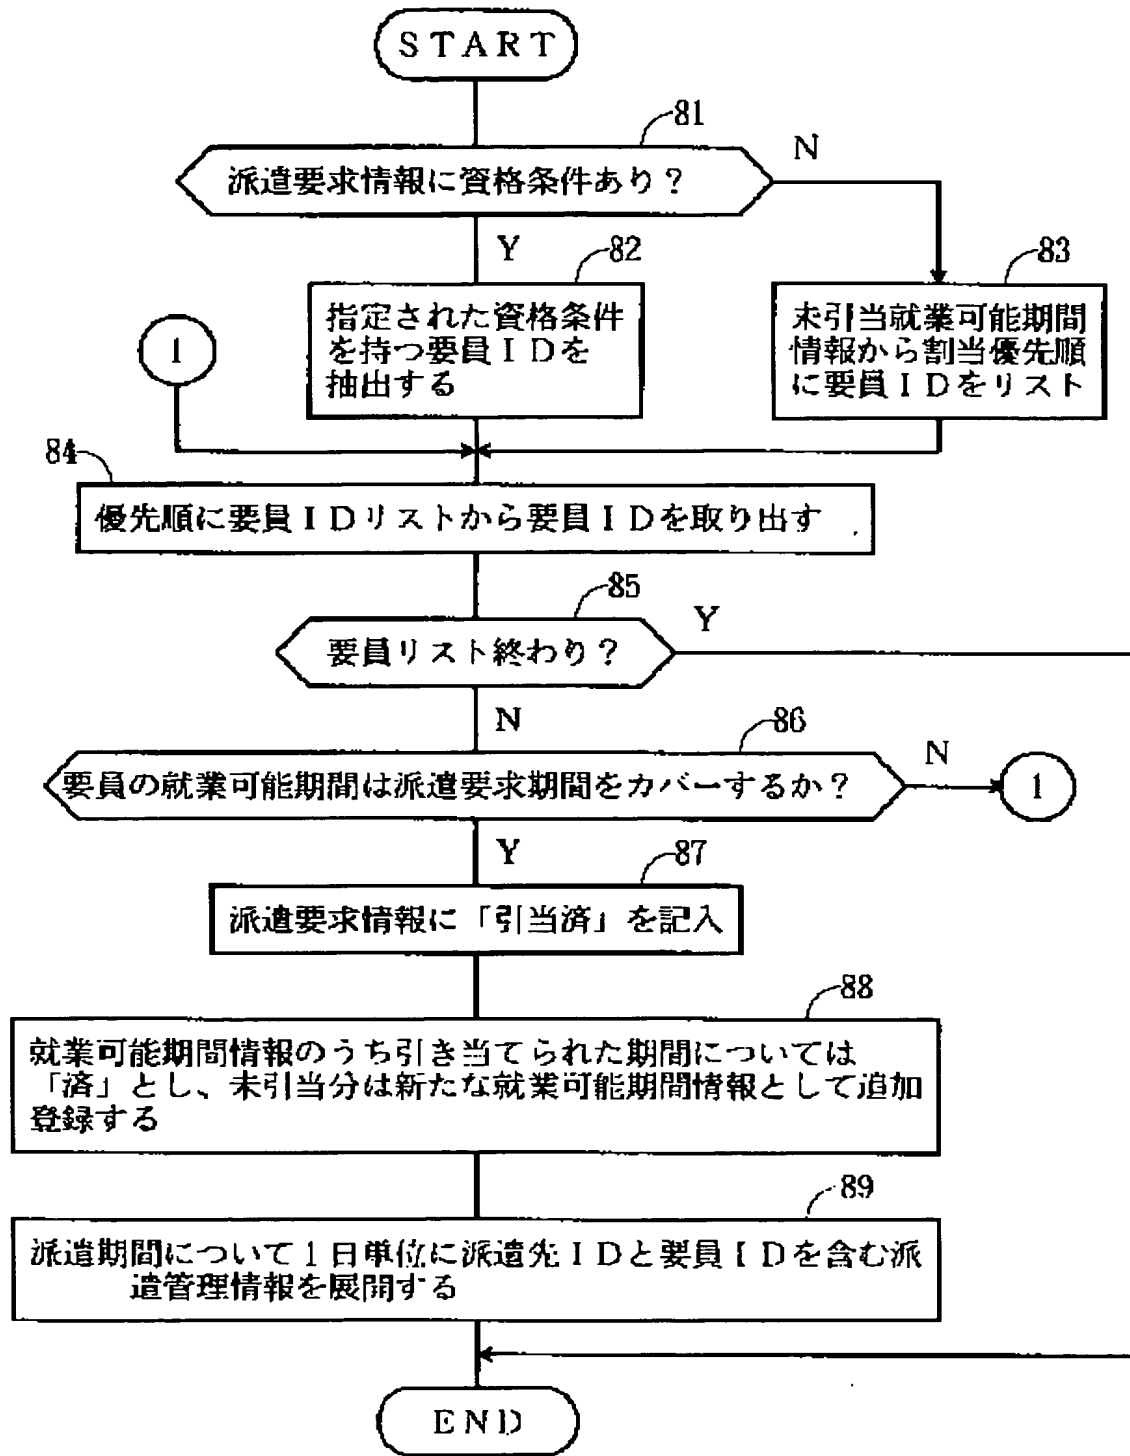 START
81
派遣要求情報に資格条件あり？
N
Y
82
83
指定された資格条件
を持つ要員ＩＤを
抽出する
未引当就業可能期間
情報から割当優先順
に要員ＩＤをリスト
1
84
優先順に要員ＩＤリストから要員ＩＤを取り出す
85
要員リスト終わり？
Y
N
86
要員の就業可能期間は派遣要求期間をカバーするか？
N
1
Y
87
派遣要求情報に「引当済」を記入
88
就業可能期間情報のうち引き当てられた期間については
「済」とし、未引当分は新たな就業可能期間情報として追加
登録する
89
派遣期間について１日単位に派遣先ＩＤと要員ＩＤを含む派
遣管理情報を展開する
END